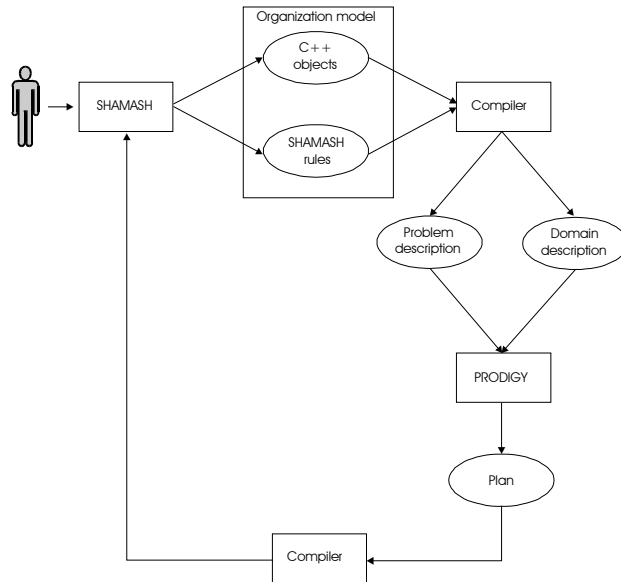 Organization model
C++
objects
SHAMASH
Compiler
SHAMASH
rules
Problem
description
Domain
description
PRODIGY
Plan
Compiler